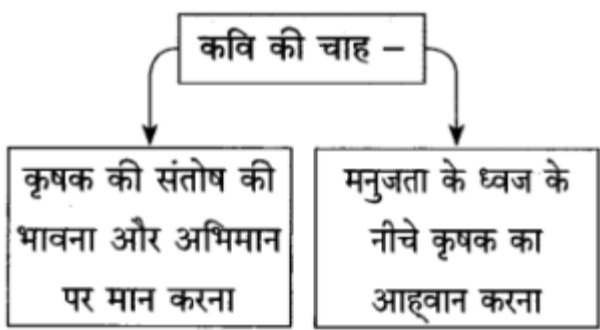 कवि की चाह –
कृषक की संतोष की
भावना और अभिमान
पर मान करना
मनुजता के ध्वज के
नीचे कृषक का
आह्वान करना